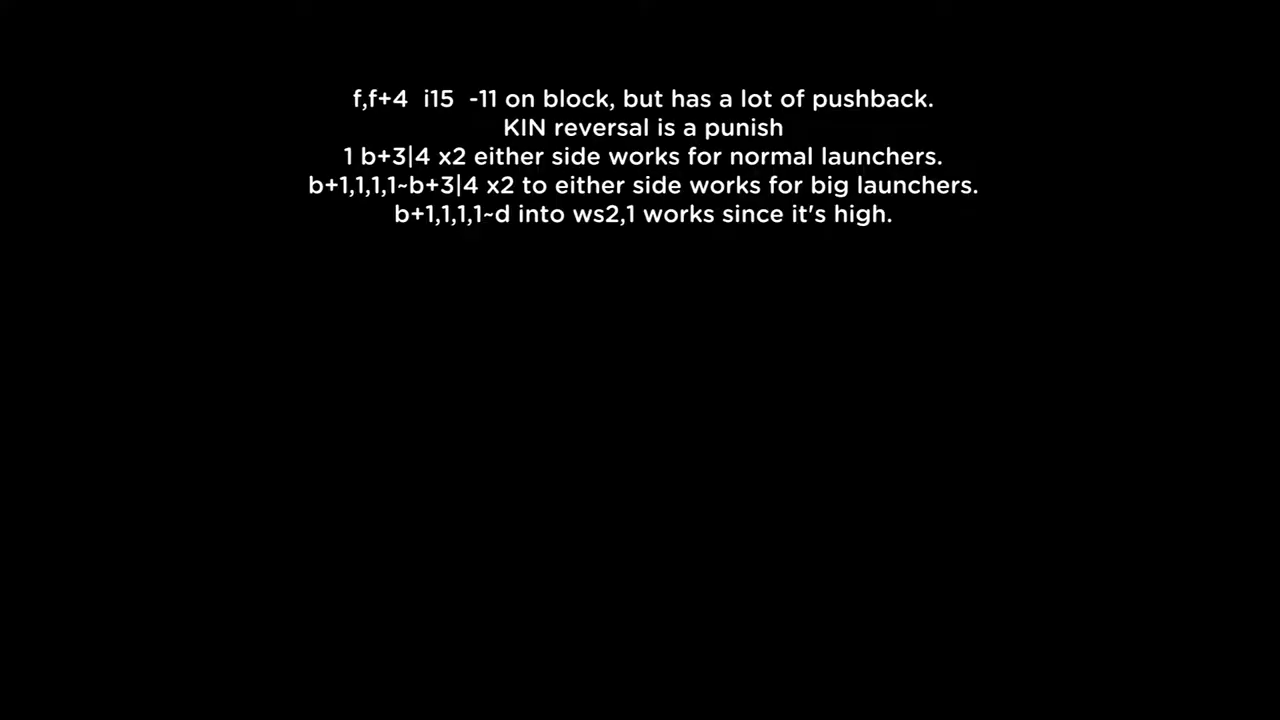 f,f+4 i15 -11 on block, but has a lot of pushback.
KIN reversal is a punish
1 b+3|4 x2 either side works for normal launchers.
b+1,1,1,1~b+3|4 x2 to either side works for big launchers.
b+1,1,1,1~d into ws2,1 works since it's high.